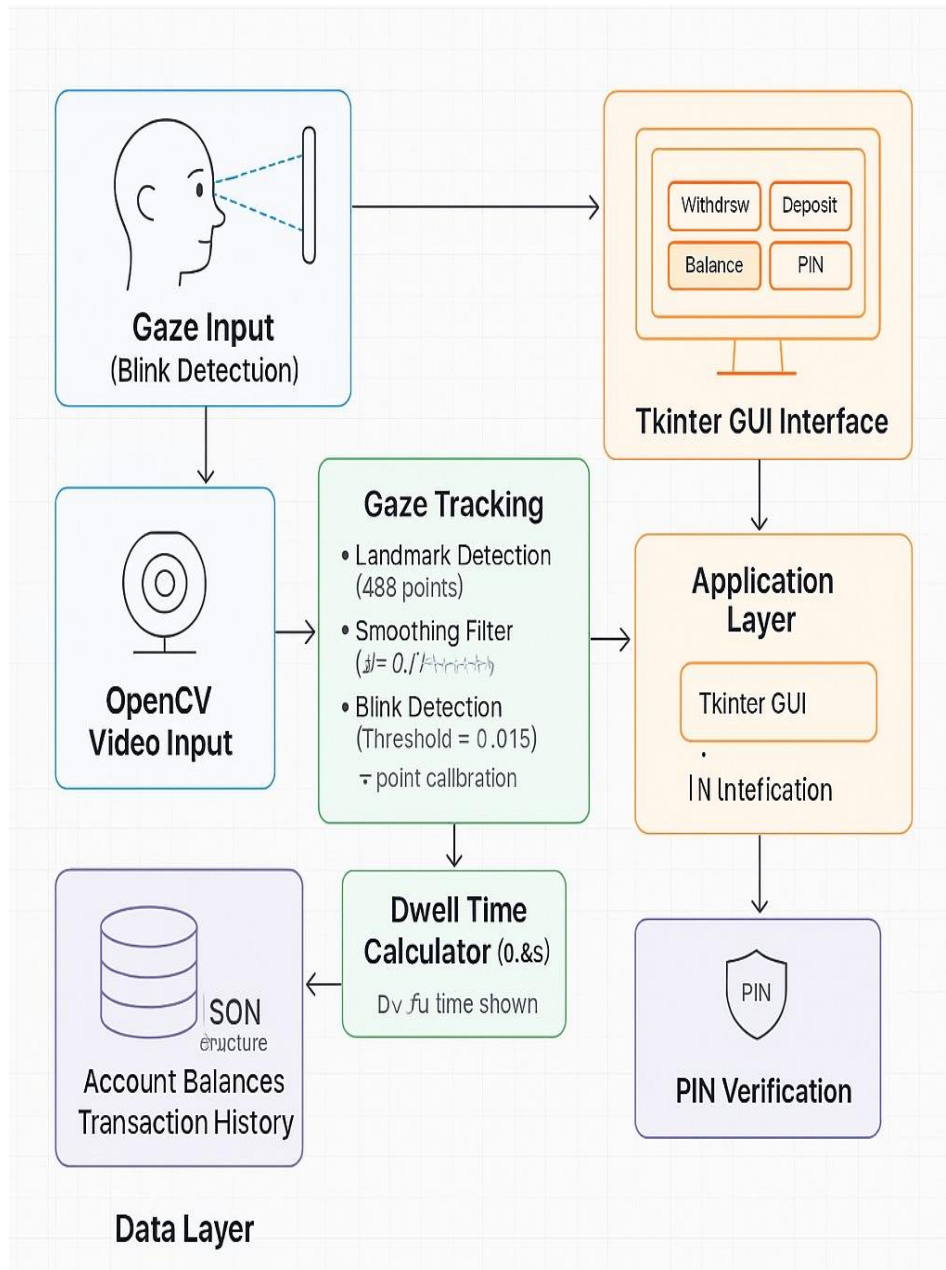 Gaze Input
(Blink Detectuon)
Withdrsw
Deposit
Balance
PIN
Tkinter GUI Interface
OpenCV
Video Input
Gaze Tracking
• Landmark Detection
(488 points)
• Smoothing Filter
• Blink Detection
(Threshold = 0.015)
point callbration
Application
Layer
Tkinter GUI
N Intefication
Dwell Time
Calculator (0.&s)
time shown
SON
Account Balances
Transaction History
PIN
PIN Verification
Data Layer